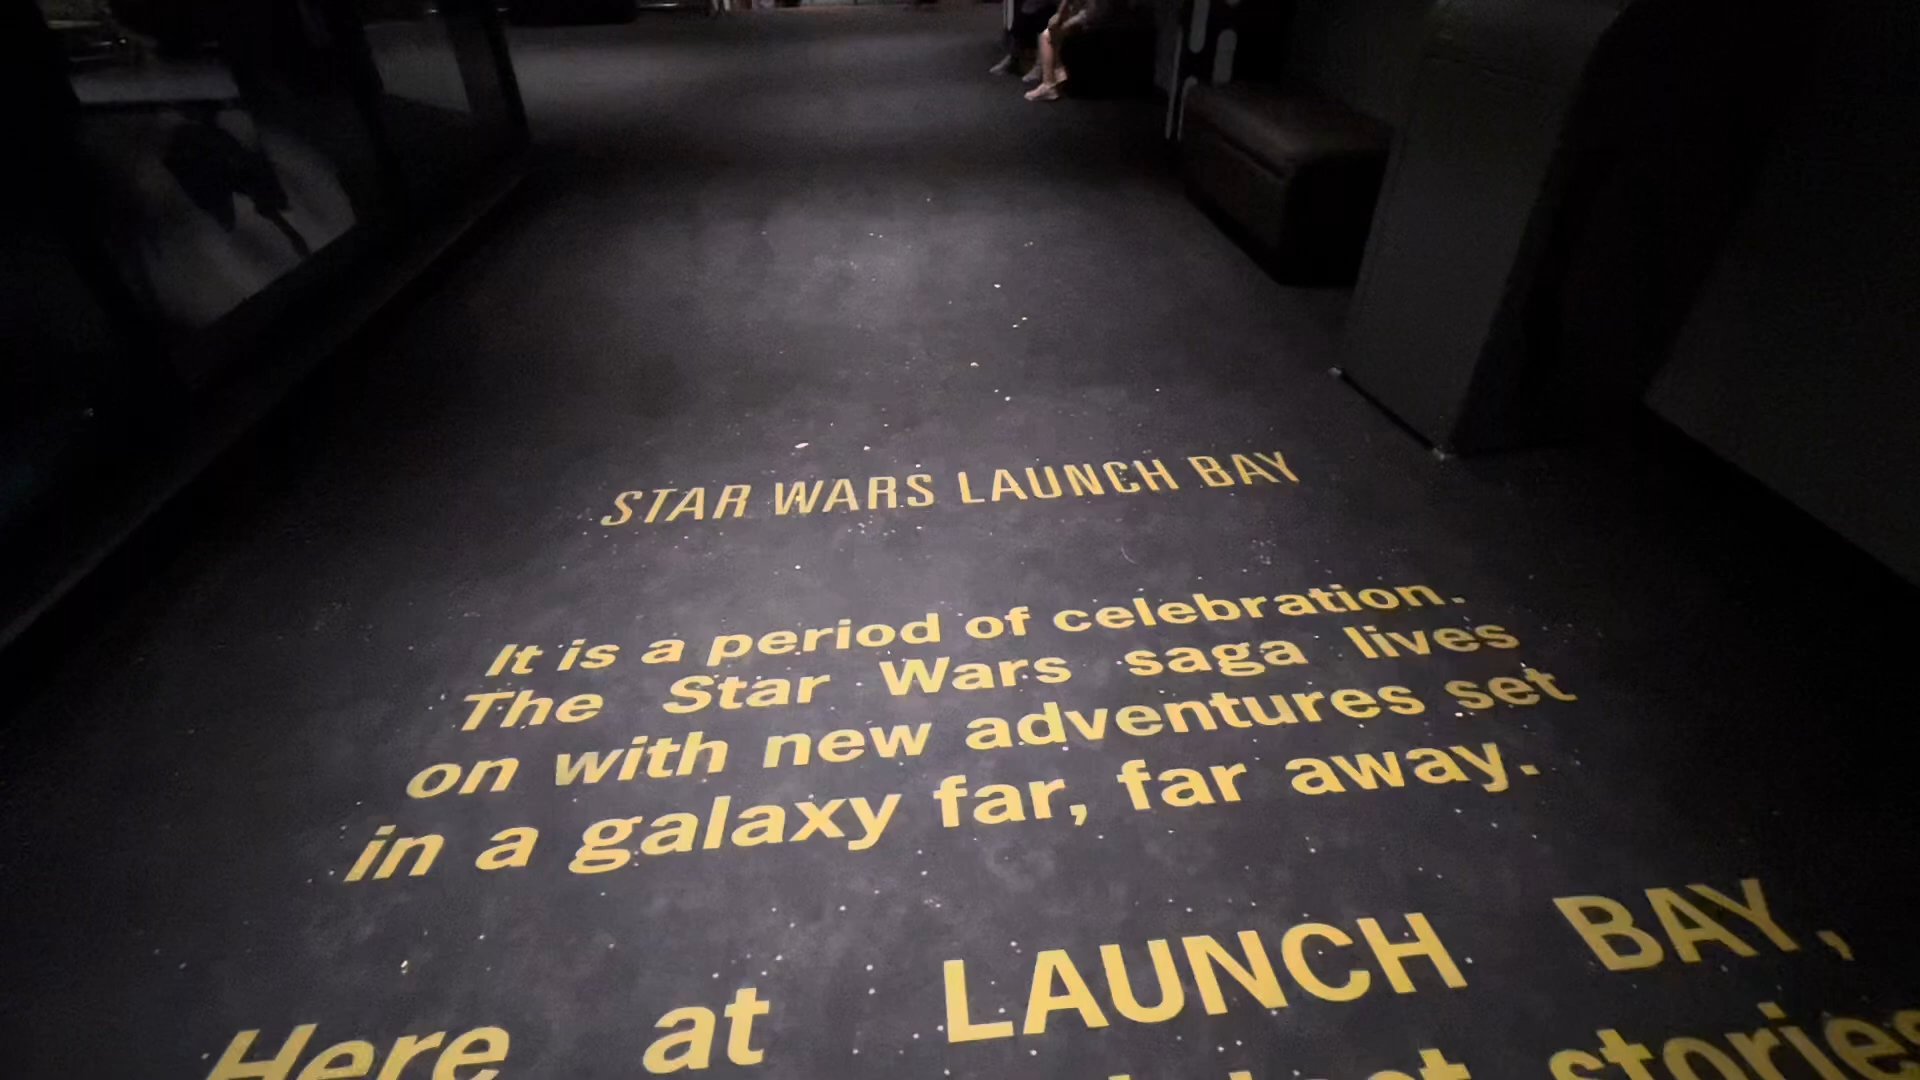 STAR WARS LAUNCH BAY
It is a period of celebration.
The Star Wars saga lives
on with new adventures set
in a galaxy far, far away.
Here at LAUNCH BAY,
stories